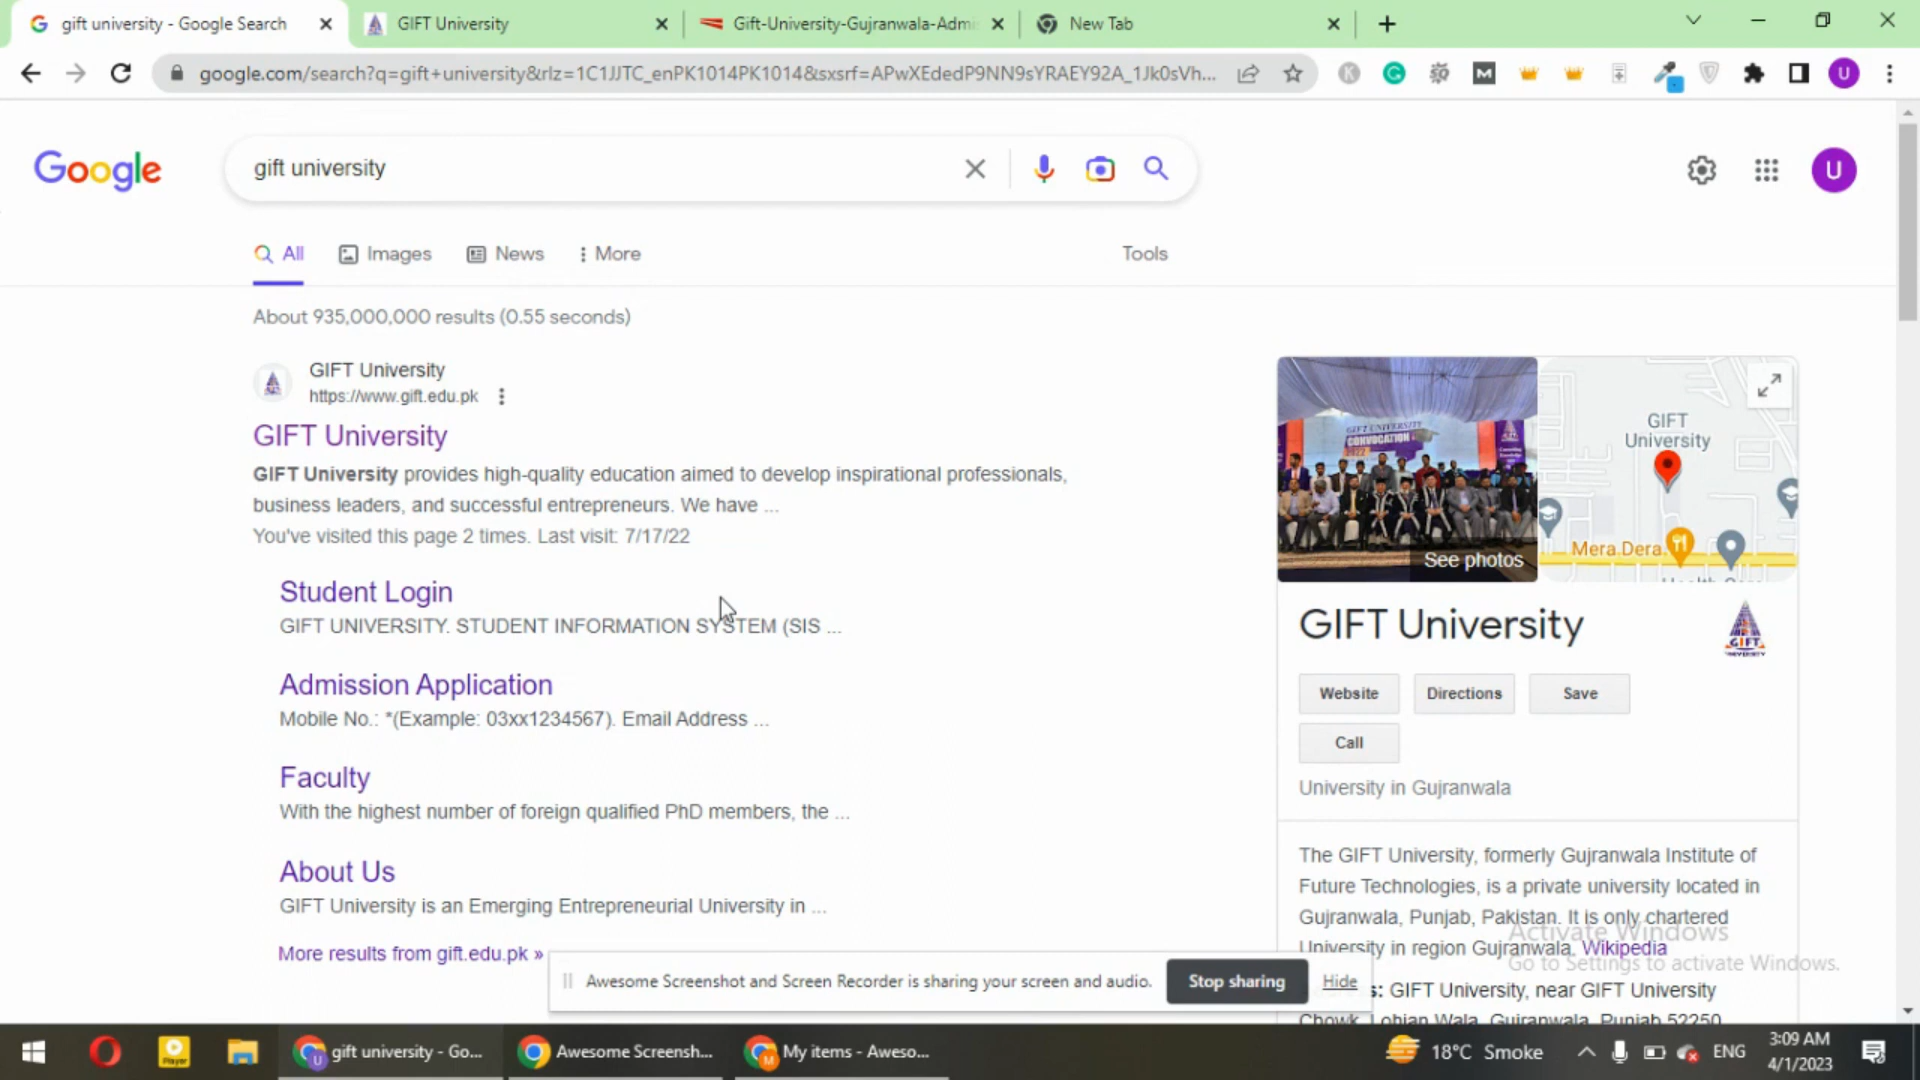 gift university - Google Search
GIFT University
Gift-University-Gujranwala-Admi
New Tab
google.com/search?q=gift+university&rlz=1C1JJTC_enPK1014PK1014&sxsrf=APwXEdedP9NN9sYRAEY92A_1Jk0sVh...
U
Google
gift university
U
All
Images
News
More
Tools
About 935,000,000 results (0.55 seconds)
GIFT University
https://www.gift.edu.pk
GIFT University
GIFT University provides high-quality education aimed to develop inspirational professionals,
business leaders, and successful entrepreneurs. We have ...
You've visited this page 2 times. Last visit: 7/17/22
Student Login
GIFT UNIVERSITY. STUDENT INFORMATION SYSTEM (SIS ...
Admission Application
Mobile No.: *(Example: 03xx1234567). Email Address ...
Faculty
With the highest number of foreign qualified PhD members, the ...
About Us
GIFT University is an Emerging Entrepreneurial University in ...
More results from gift.edu.pk »
GIFT UNIVERSITY
CONVOCATION
2022
See photos
GIFT
University
Mera Dera
GIFT University
GIFT
UNIVERSITY
Website
Directions
Save
Call
University in Gujranwala
The GIFT University, formerly Gujranwala Institute of
Future Technologies, is a private university located in
Gujranwala, Punjab, Pakistan. It is only chartered
University in region Gujranwala. Wikipedia
Activate Windows
Go to Settings to activate Windows.
s: GIFT University, near GIFT University
Chowk, Lohian Wala, Gujranwala, Punjab 52250
Awesome Screenshot and Screen Recorder is sharing your screen and audio.
Stop sharing
Hide
gift university - Go...
Awesome Screensh...
My items - Aweso...
18°C Smoke
ENG
3:09 AM
4/1/2023